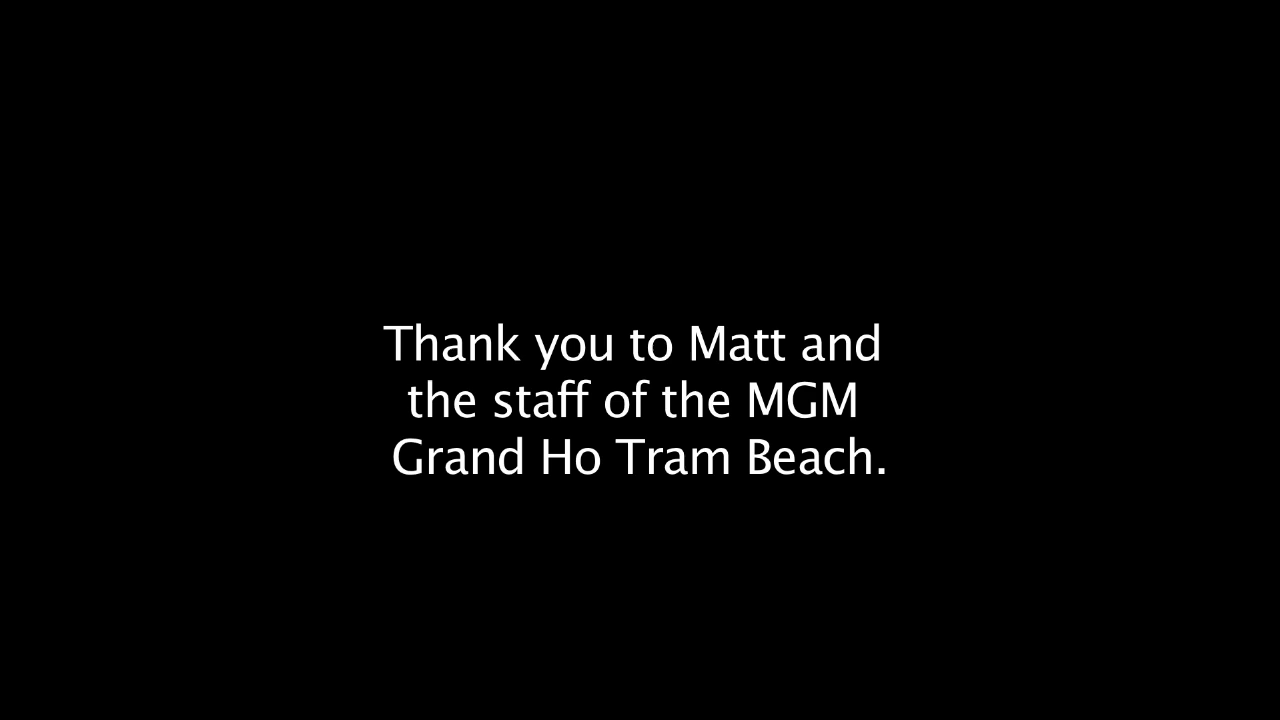 Thank you to Matt and
the staff of the MGM
Grand Ho Tram Beach.